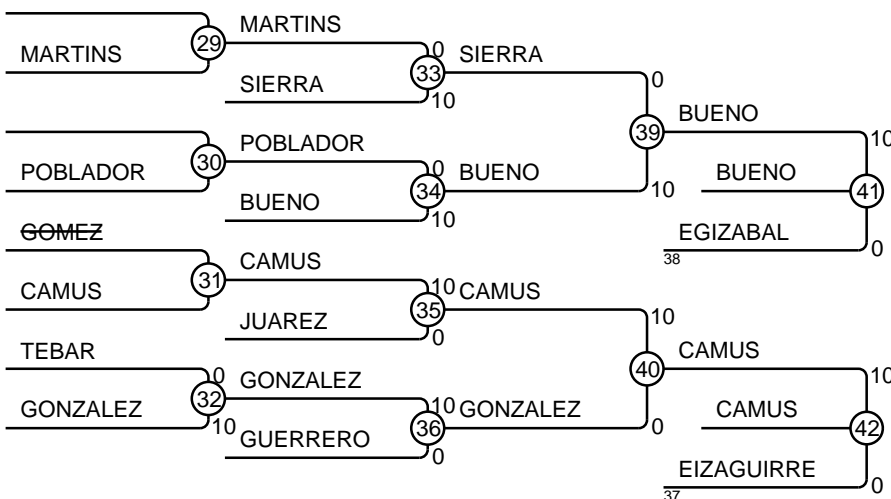 MARTINS
29
MARTINS
0
33
SIERRA
10
SIERRA
0
39
BUENO
10
POBLADOR
30
POBLADOR
0
34
BUENO
10
BUENO
10
BUENO
41
EGIZABAL
38
0
GOMEZ
31
CAMUS
CAMUS
10
35
JUAREZ
0
CAMUS
10
40
CAMUS
10
TEBAR
0
32
GONZALEZ
10
GONZALEZ
10
36
GUERRERO
0
GONZALEZ
0
CAMUS
42
EIZAGUIRRE
37
0